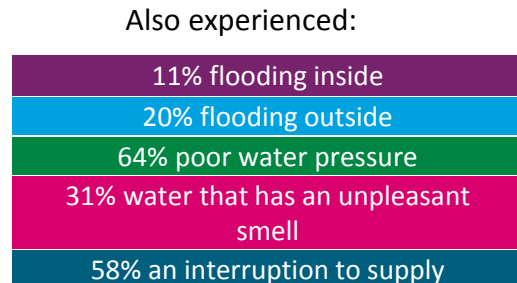 Also experienced:
11% flooding inside
20% flooding outside
64% poor water pressure
31% water that has an unpleasant
smell
58% an interruption to supply